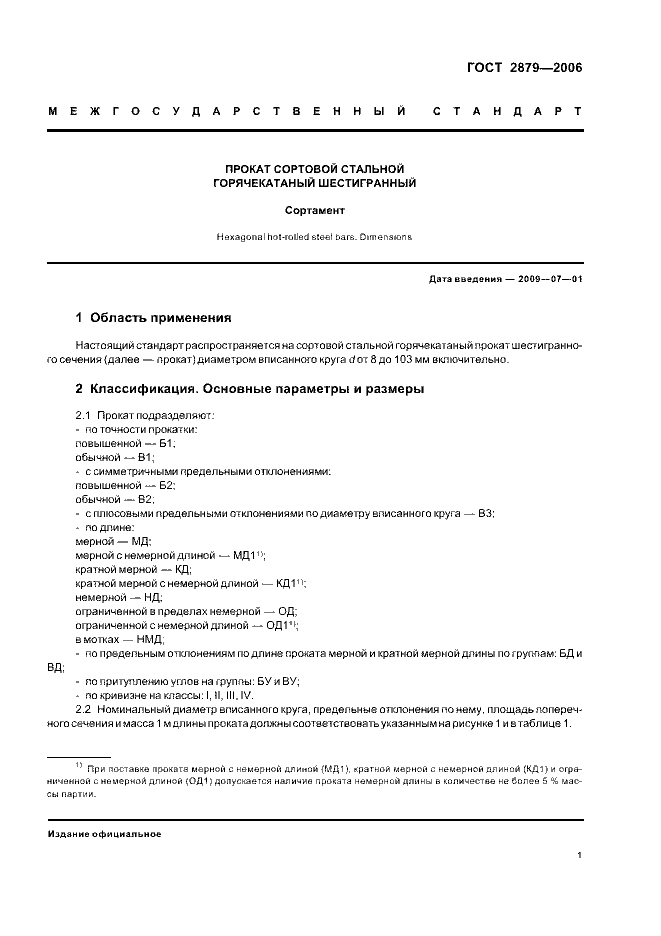 ГОСТ 2879—2006
МЕЖГОСУДАРСТВЕННЫЙ СТАНДАРТ
ПРОКАТ СОРТОВОЙ СТАЛЬНОЙ
ГОРЯЧЕКАТАНЫЙ ШЕСТИГРАННЫЙ
Сортамент
Hexagonal hot-rolled steel bars. Dimensions
Дата введения — 2009—07—01
1 Область применения
Настоящий стандарт распространяется на сортовой стальной горячекатаный прокат шестигранно-
го сечения (далее — прокат) диаметром вписанного круга d от 8 до 103 мм включительно.
2 Классификация. Основные параметры и размеры
2.1 Прокат подразделяют:
- по точности прокатки:
повышенной — Б1;
обычной — В1;
- с симметричными предельными отклонениями:
повышенной — Б2;
обычной — В2;
- с плюсовыми предельными отклонениями по диаметру вписанного круга — В3;
- по длине:
мерной — МД;
мерной с немерной длиной — МД1¹⁾;
кратной мерной — КД;
кратной мерной с немерной длиной — КД1¹⁾;
немерной — НД;
ограниченной в пределах немерной — ОД;
ограниченной с немерной длиной — ОД1¹⁾;
в мотках — НМД;
- по предельным отклонениям по длине проката мерной и кратной мерной длины по группам: БД и
ВД;
- по притуплению углов на группы: БУ и ВУ;
- по кривизне на классы: I, II, III, IV.
2.2 Номинальный диаметр вписанного круга, предельные отклонения по нему, площадь попереч-
ного сечения и масса 1 м длины проката должны соответствовать указанным на рисунке 1 и в таблице 1.
¹⁾ При поставке проката мерной с немерной длиной (МД1), кратной мерной с немерной длиной (КД1) и огра-
ниченной с немерной длиной (ОД1) допускается наличие проката немерной длины в количестве не более 5 % мас-
сы партии.
Издание официальное
1